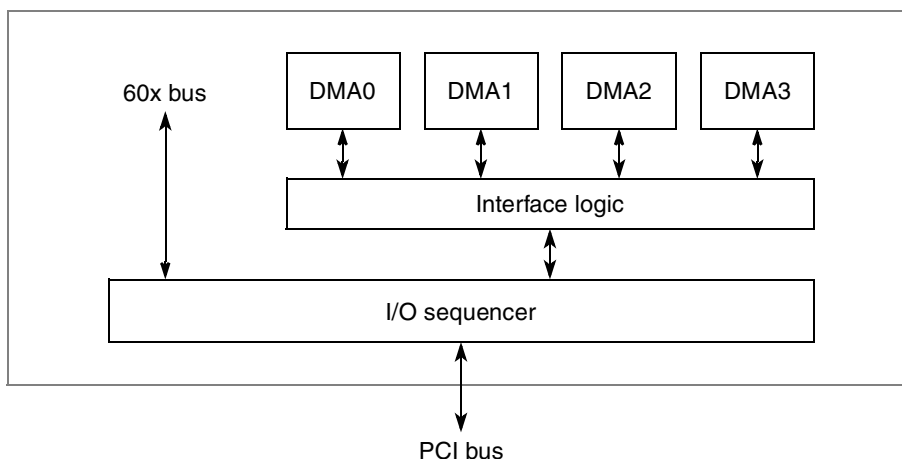 60x bus
DMA0
DMA1
DMA2
DMA3
Interface logic
I/O sequencer
PCI bus